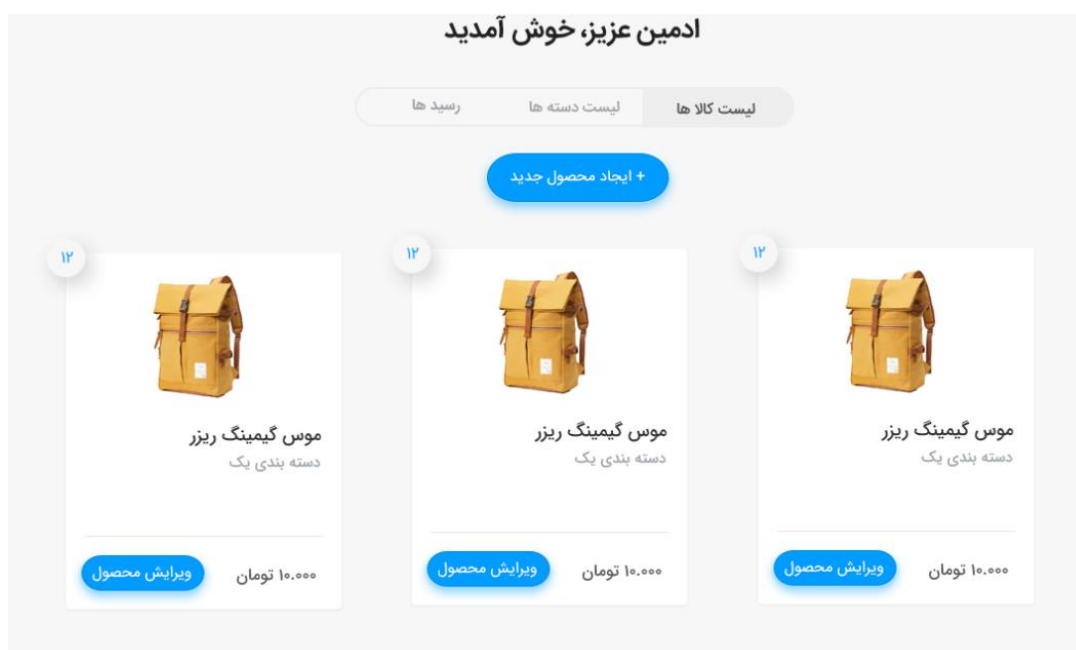 ادمین عزیز، خوش آمدید
لیست کالا ها
لیست دسته ها
رسید ها
+ ایجاد محصول جدید
۱۲
موس گیمینگ ریزر
دسته بندی یک
۱۰.۰۰۰ تومان
ویرایش محصول
۱۲
موس گیمینگ ریزر
دسته بندی یک
۱۰.۰۰۰ تومان
ویرایش محصول
۱۲
موس گیمینگ ریزر
دسته بندی یک
۱۰.۰۰۰ تومان
ویرایش محصول